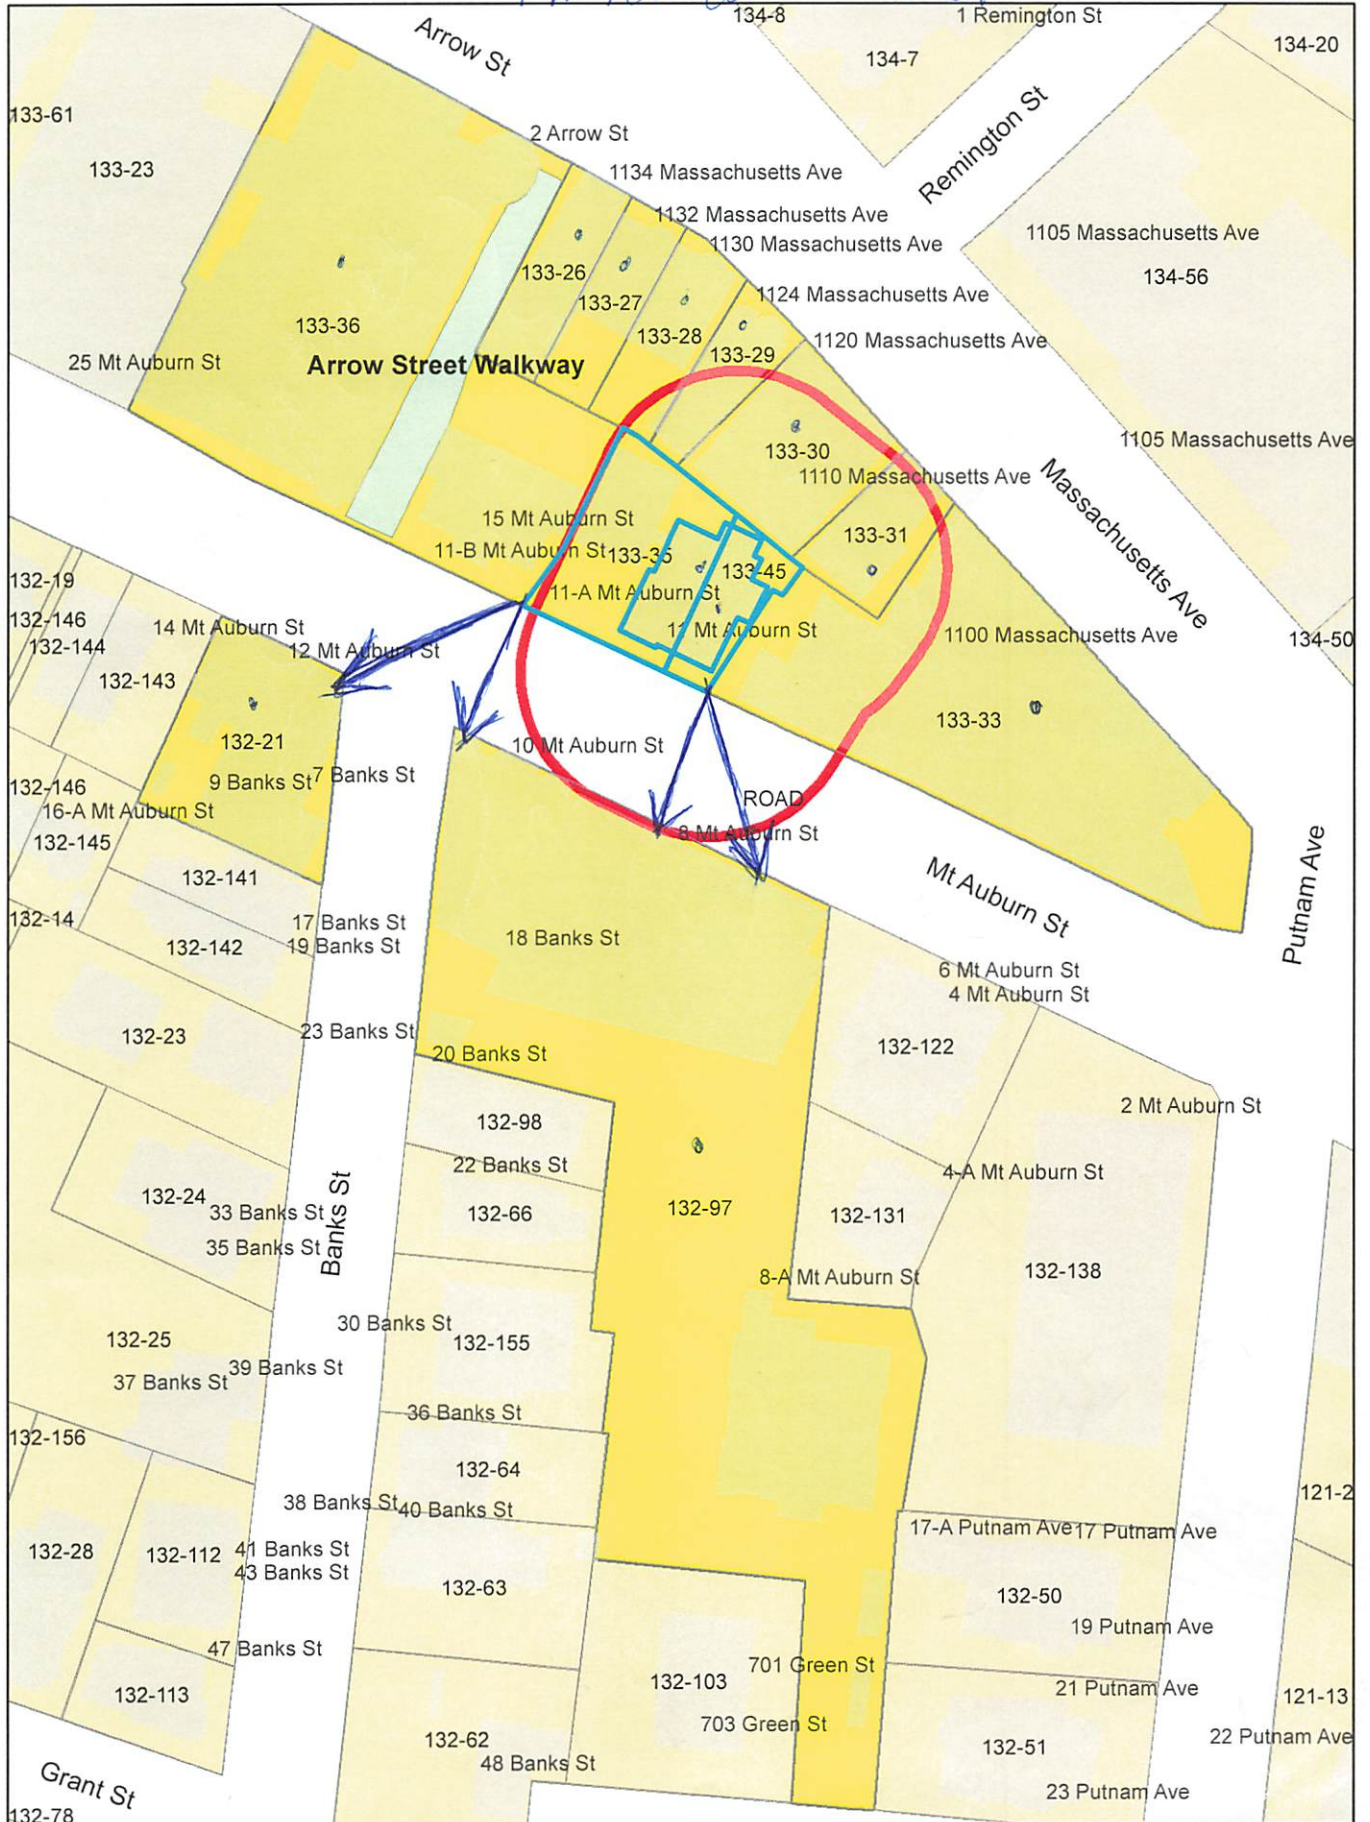 134-8
1 Remington St
Arrow St
134-7
134-20
133-61
133-23
Remington St
2 Arrow St
1134 Massachusetts Ave
1132 Massachusetts Ave
1130 Massachusetts Ave
1105 Massachusetts Ave
134-56
133-26
133-27
1124 Massachusetts Ave
133-36
133-28
133-29
1120 Massachusetts Ave
25 Mt Auburn St
Arrow Street Walkway
1105 Massachusetts Ave
133-30
1110 Massachusetts Ave
Massachusetts Ave
15 Mt Auburn St
133-31
11-B Mt Auburn St
133-35
133-45
132-19
11-A Mt Auburn St
132-146
14 Mt Auburn St
11 Mt Auburn St
1100 Massachusetts Ave
134-50
132-144
12 Mt Auburn St
132-143
133-33
132-21
10 Mt Auburn St
9 Banks St
7 Banks St
132-146
ROAD
16-A Mt Auburn St
8 Mt Auburn St
132-145
Mt Auburn St
Putnam Ave
132-141
132-14
17 Banks St
132-142
19 Banks St
18 Banks St
6 Mt Auburn St
4 Mt Auburn St
132-23
23 Banks St
20 Banks St
132-122
132-98
2 Mt Auburn St
22 Banks St
4-A Mt Auburn St
132-24
33 Banks St
Banks St
132-66
132-97
132-131
35 Banks St
8-A Mt Auburn St
132-138
30 Banks St
132-25
132-155
39 Banks St
37 Banks St
36 Banks St
132-156
132-64
121-2
38 Banks St
40 Banks St
17-A Putnam Ave
17 Putnam Ave
132-28
132-112
41 Banks St
43 Banks St
132-63
132-50
47 Banks St
19 Putnam Ave
701 Green St
132-103
132-113
21 Putnam Ave
121-13
703 Green St
132-62
132-51
22 Putnam Ave
48 Banks St
Grant St
23 Putnam Ave
132-78